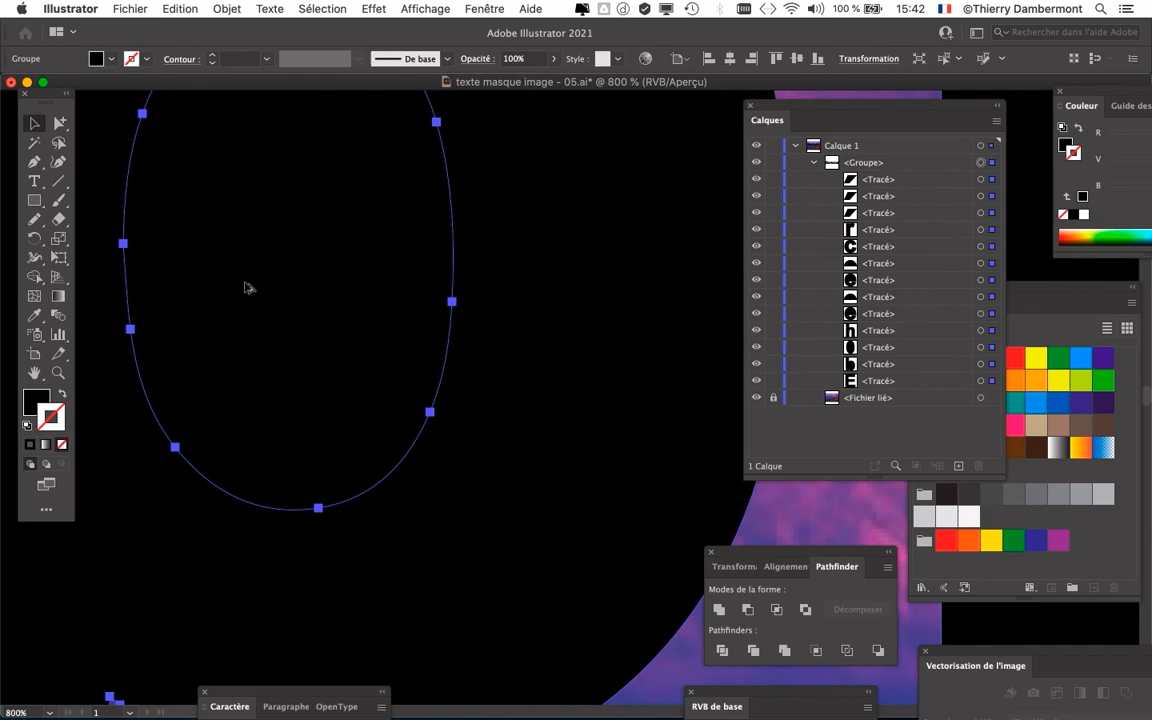 Illustrator Fichier Edition Objet Texte Sélection Effet Affichage Fenêtre Aide 100 % 15:42 ©Thierry Dambermont
Adobe Illustrator 2021 Rechercher dans l'aide Adobe
Groupe Contour : De base Opacité : 100% Style : Transformation
texte masque image - 05.ai* @ 800 % (RVB/Aperçu)
Calques
Calque 1
<Groupe>
<Tracé>
<Tracé>
<Tracé>
<Tracé>
<Tracé>
<Tracé>
<Tracé>
<Tracé>
<Tracé>
<Tracé>
<Tracé>
<Tracé>
<Tracé>
<Fichier lié>
1 Calque
Couleur Guide des
R
V
B
Transforma Alignemen Pathfinder
Modes de la forme :
Décomposer
Pathfinders :
Vectorisation de l'image
Caractère Paragraphe OpenType
RVB de base
800% 1